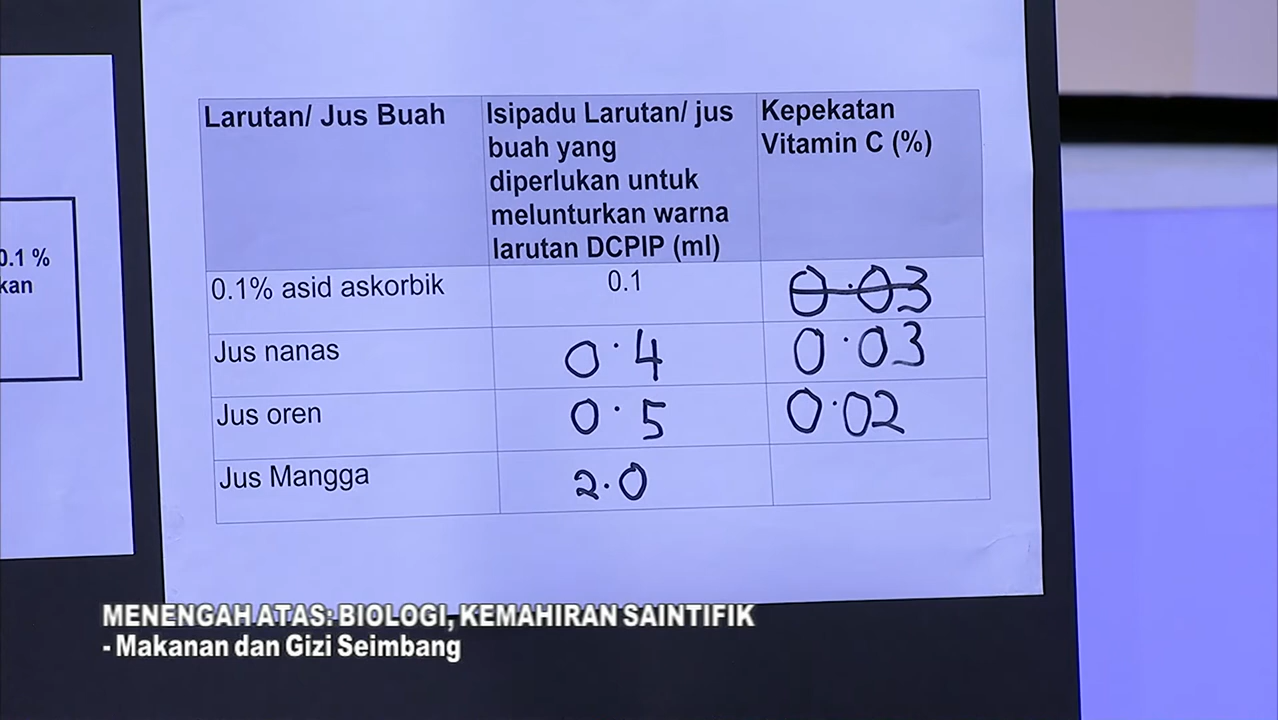 0.1 %
kan
Larutan/ Jus Buah
Isipadu Larutan/ jus
buah yang
diperlukan untuk
melunturkan warna
larutan DCPIP (ml)
Kepekatan
Vitamin C (%)
0.1% asid askorbik
0.1
0.03
Jus nanas
0.4
0.03
Jus oren
0.5
0.02
Jus Mangga
2.0
MENENGAH ATAS: BIOLOGI, KEMAHIRAN SAINTIFIK
- Makanan dan Gizi Seimbang